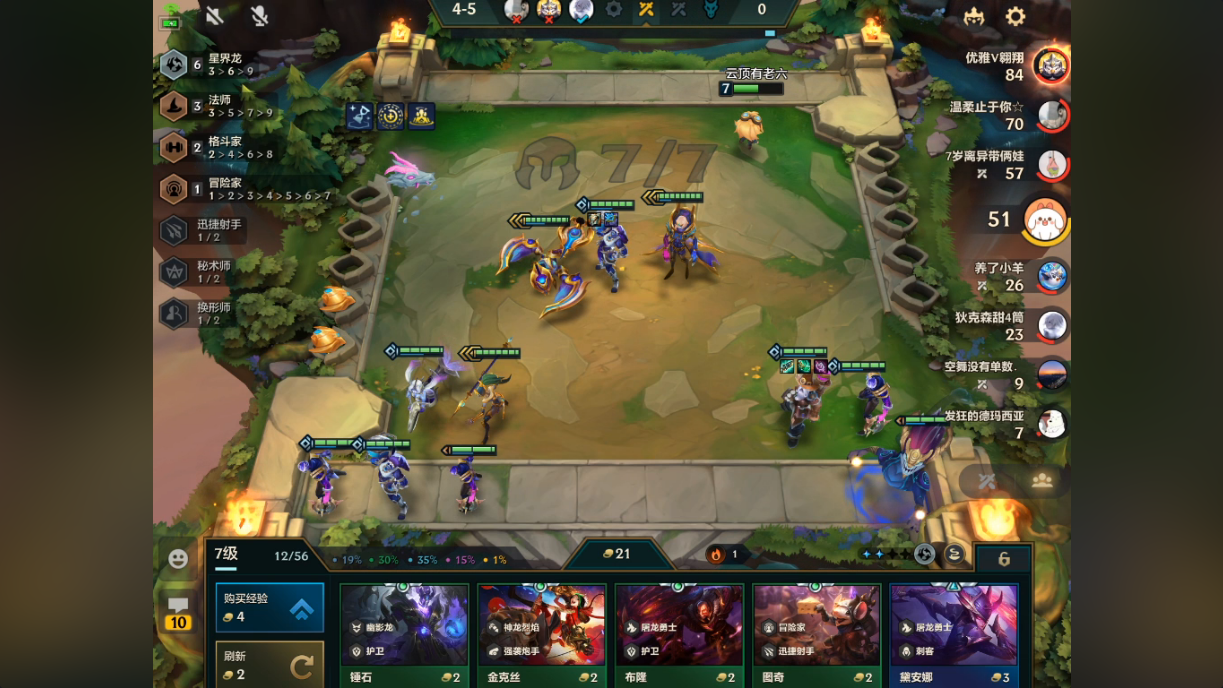 4-5
0
6
星界龙
3 > 6 > 9
3
法师
3 > 5 > 7 > 9
2
格斗家
2 > 4 > 6 > 8
1
冒险家
1 > 2 > 3 > 4 > 5 > 6 > 7
迅捷射手
1 / 2
秘术师
1 / 2
换形师
1 / 2
云顶有老六
7
7/7
优雅V翱翔
84
温柔止于你☆
70
7岁离异带俩娃
57
51
养了小羊
26
狄克森甜4筒
23
空舞没有单数.
9
发狂的德玛西亚
7
7级
12/56
19% 30% 35% 15% 1%
21
1
6
购买经验
4
刷新
2
10
幽影龙
护卫
锤石
2
神龙烈焰
强袭炮手
金克丝
2
屠龙勇士
护卫
布隆
2
冒险家
迅捷射手
图奇
2
屠龙勇士
刺客
黛安娜
3